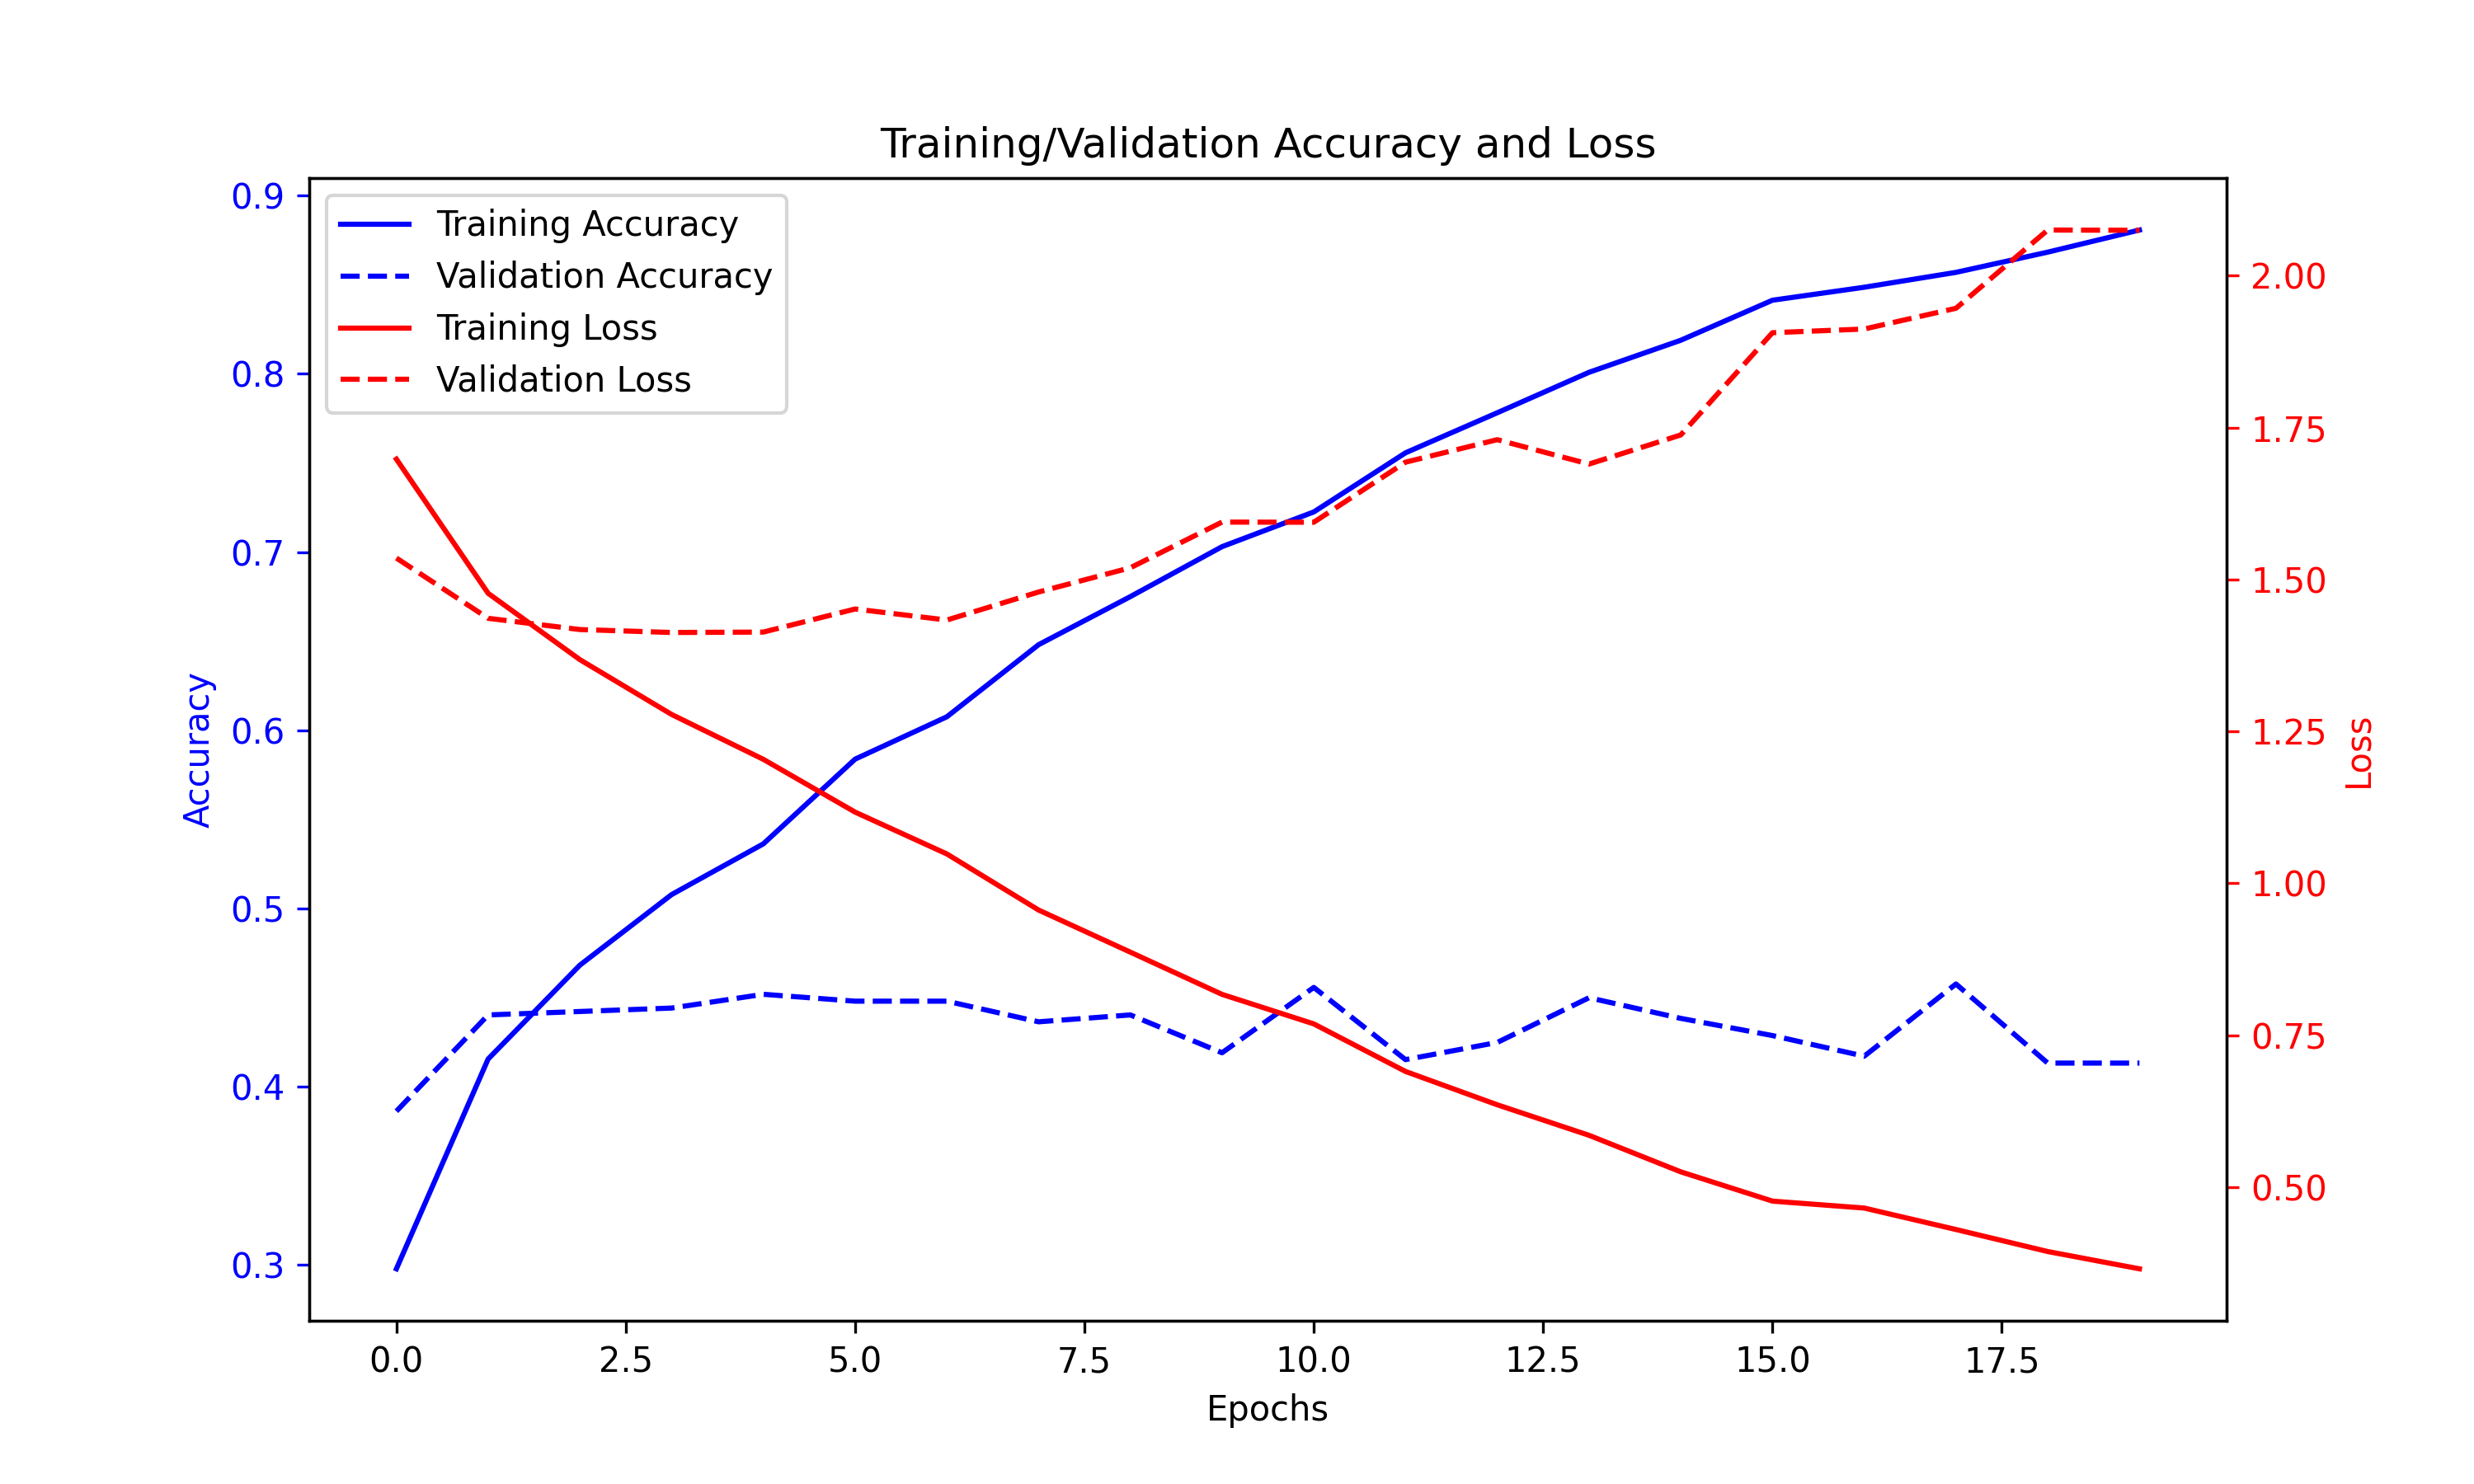 Training/Validation Accuracy and Loss
Training Accuracy
Validation Accuracy
Training Loss
Validation Loss
0.9
0.8
0.7
0.6
0.5
0.4
0.3
Accuracy
2.00
1.75
1.50
1.25
1.00
0.75
0.50
Loss
0.0 2.5 5.0 7.5 10.0 12.5 15.0 17.5
Epochs